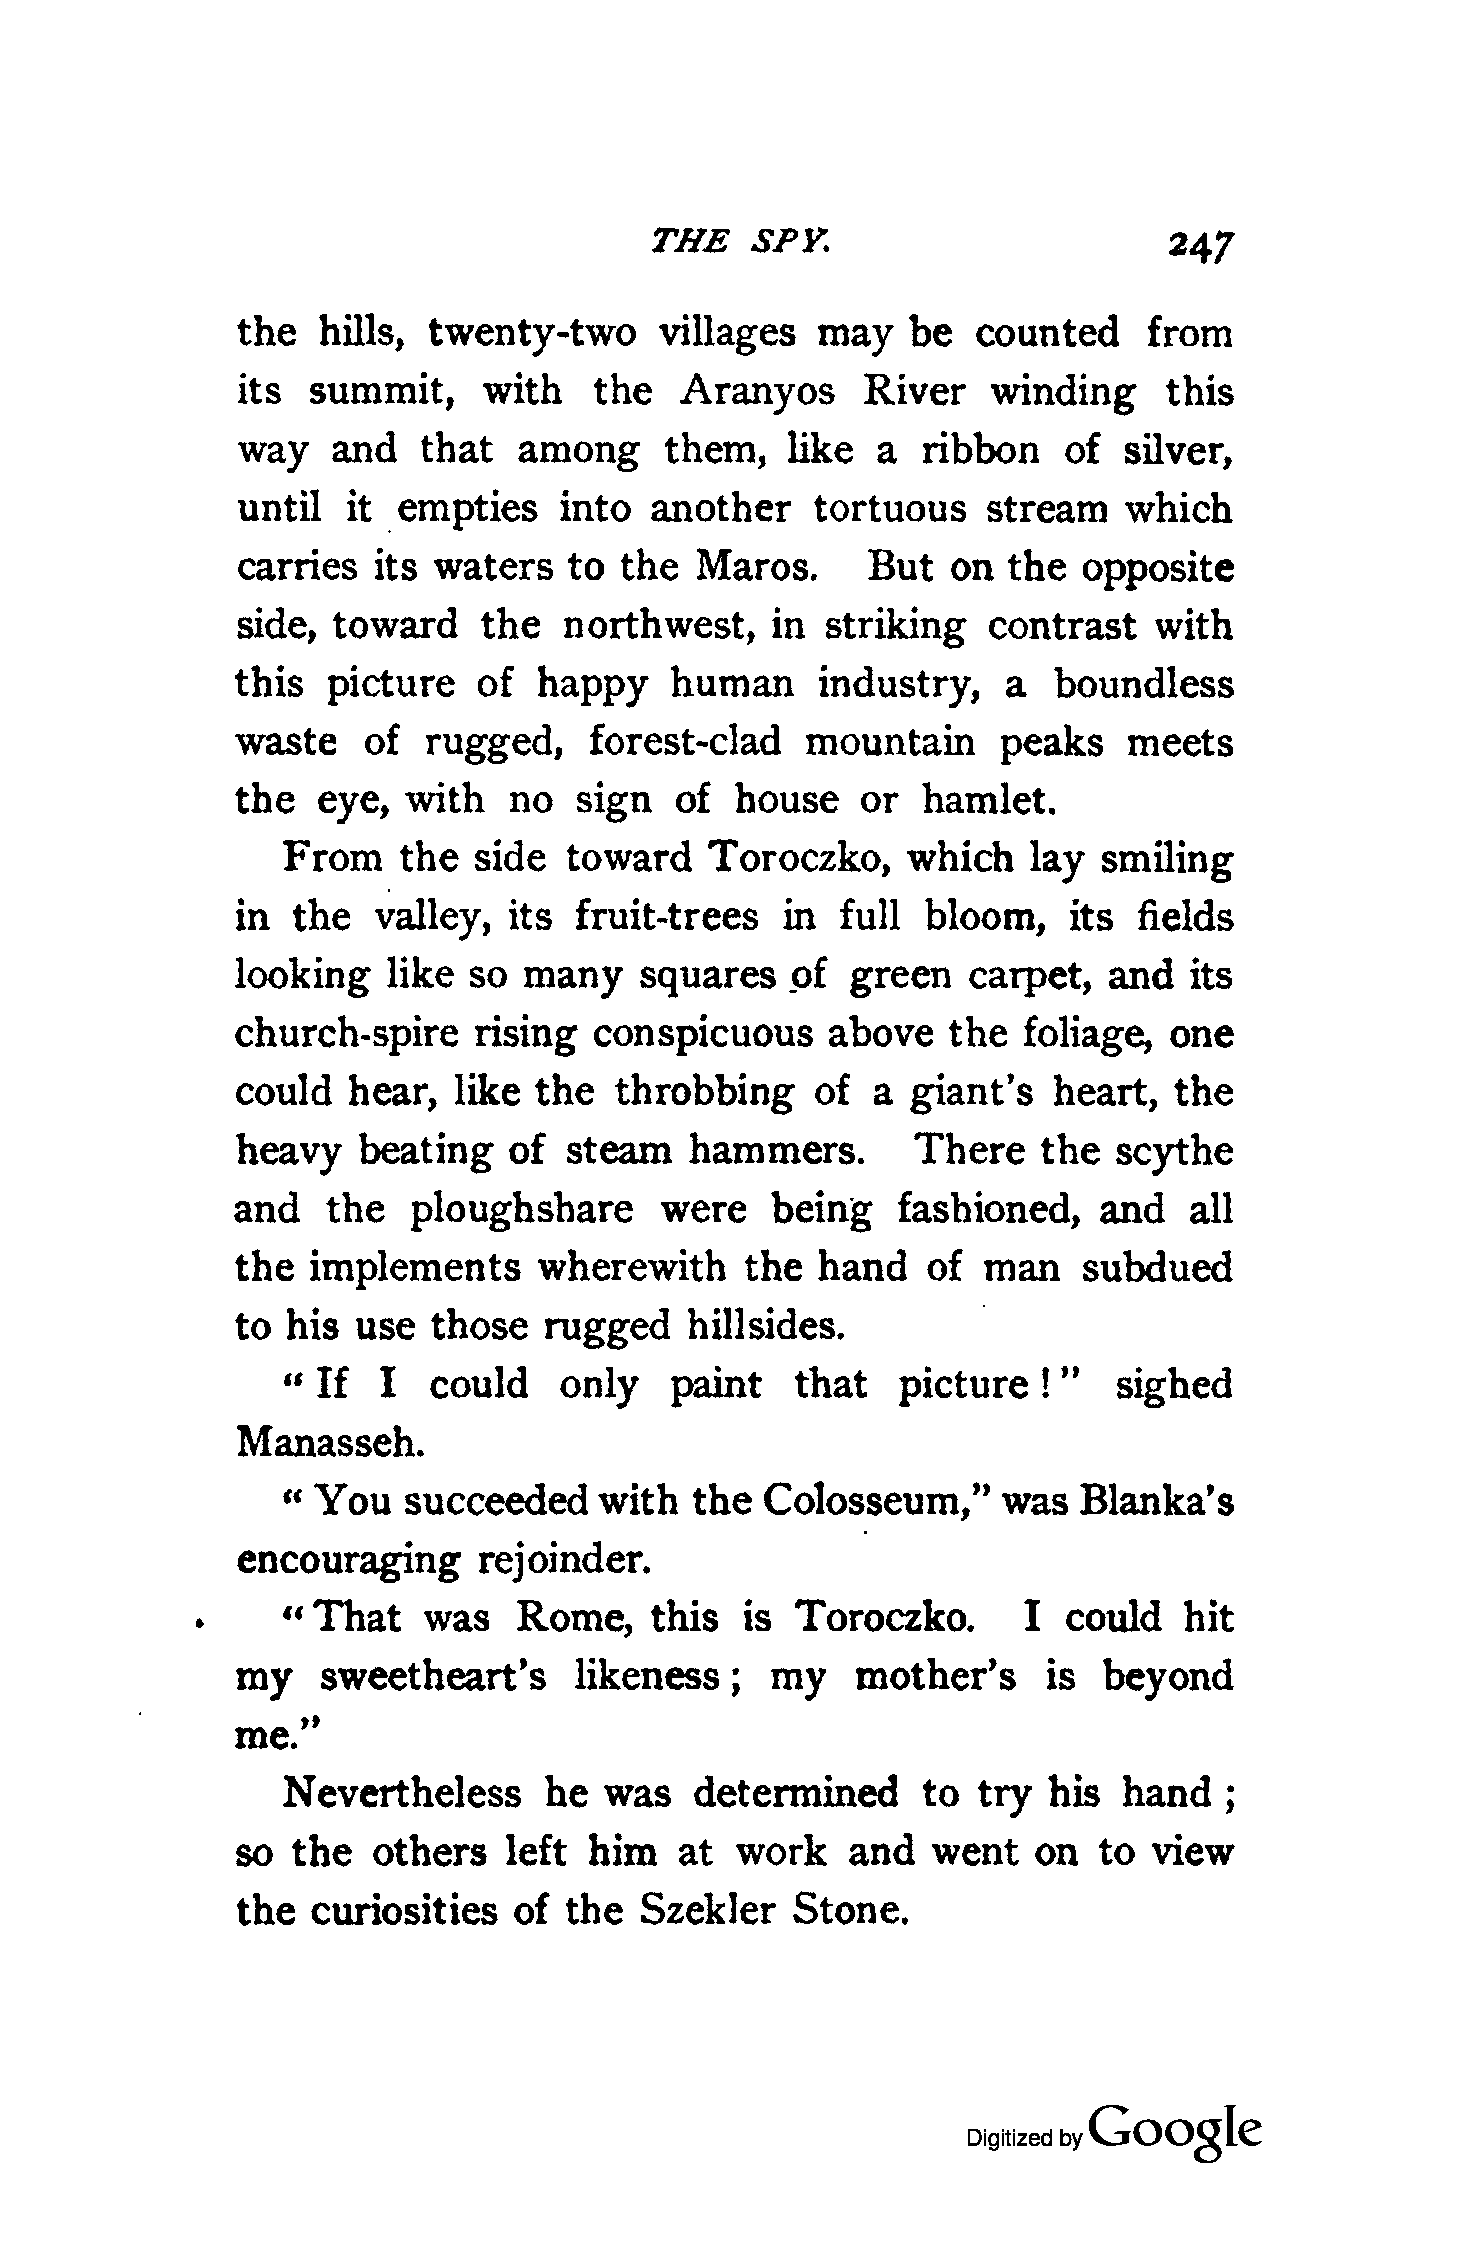 THE SPY. 247
the hills, twenty-two villages may be counted from
its summit, with the Aranyos River winding this
way and that among them, like a ribbon of silver,
until it empties into another tortuous stream which
carries its waters to the Maros. But on the opposite
side, toward the northwest, in striking contrast with
this picture of happy human industry, a boundless
waste of rugged, forest-clad mountain peaks meets
the eye, with no sign of house or hamlet.
From the side toward Toroczko, which lay smiling
in the valley, its fruit-trees in full bloom, its fields
looking like so many squares of green carpet, and its
church-spire rising conspicuous above the foliage, one
could hear, like the throbbing of a giant's heart, the
heavy beating of steam hammers. There the scythe
and the ploughshare were being fashioned, and all
the implements wherewith the hand of man subdued
to his use those rugged hillsides.
" If I could only paint that picture ! " sighed
Manasseh.
" You succeeded with the Colosseum," was Blanka's
encouraging rejoinder.
" That was Rome, this is Toroczko. I could hit
my sweetheart's likeness ; my mother's is beyond
me."
Nevertheless he was determined to try his hand ;
so the others left him at work and went on to view
the curiosities of the Szekler Stone.
Digitized by Google